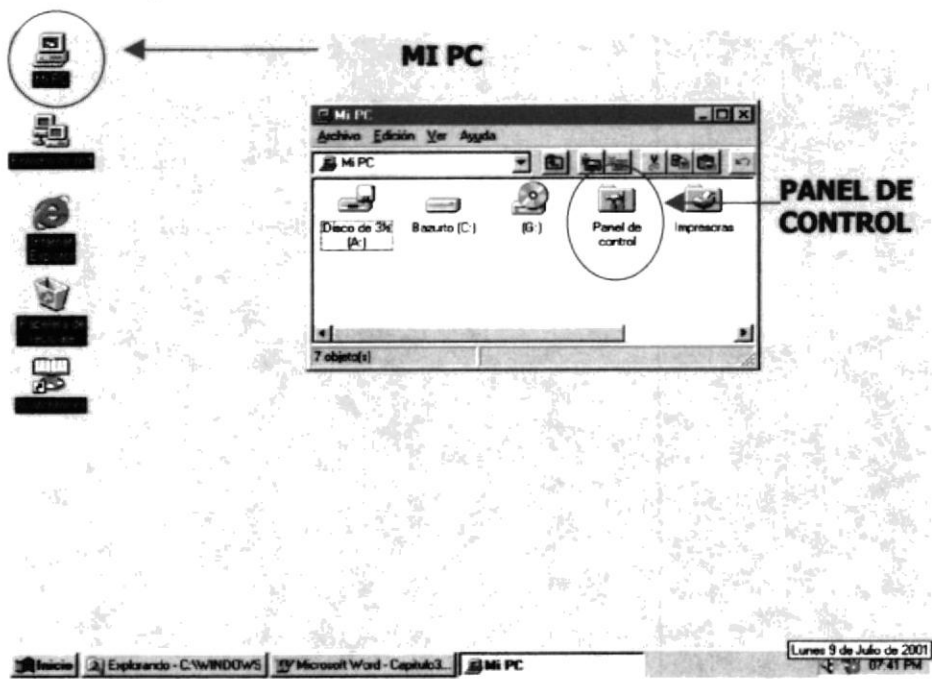 MI PC
Mi PC
Archivo Edición Ver Ayuda
Mi PC
Disco de 3½ (A:)
Bazurto (C:)
(G:)
Panel de control
Impresoras
7 objeto(s)
PANEL DE
CONTROL
Inicio
Explorando - C:\WINDOWS
Microsoft Word - Capitulo3...
Mi PC
Lunes 9 de Julio de 2001
07:41 PM